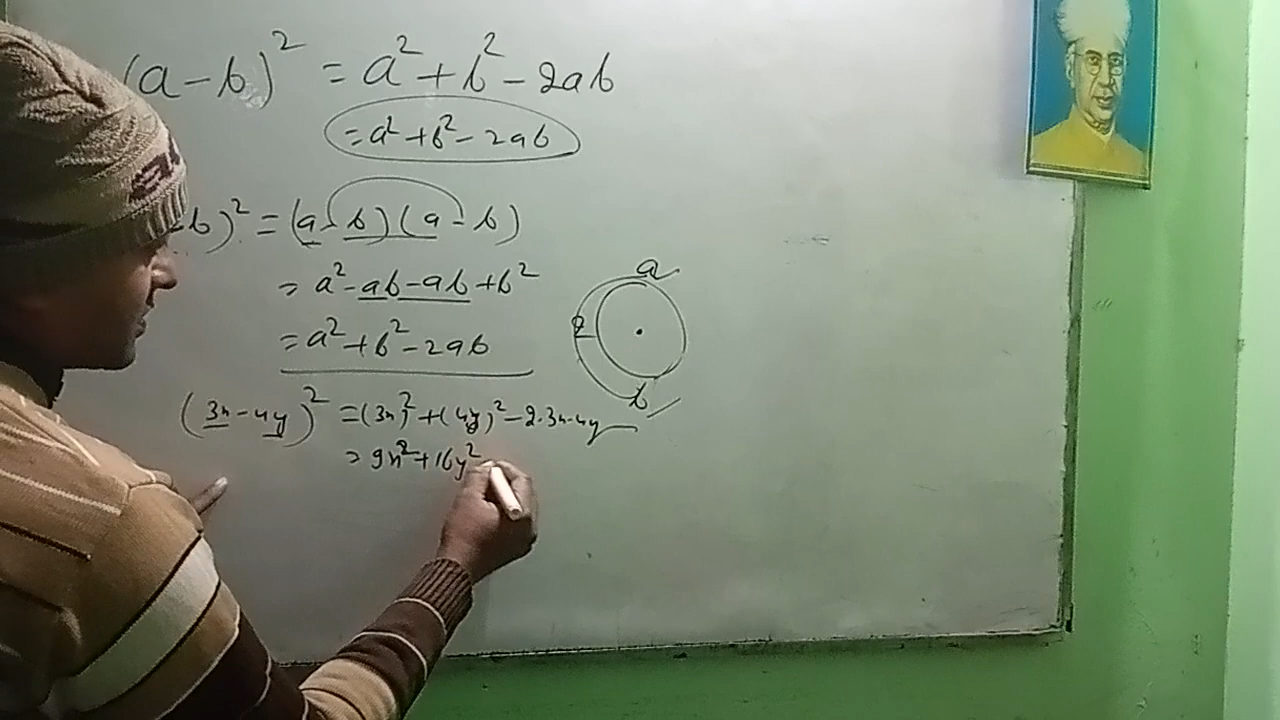 (a-b)² = a²+b²-2ab
=a²+b²-2ab
b)² = (a-b)(a-b)
= a²-ab-ab+b²
a
2
= a²+b²-2ab
b
(3x-4y)² =(3x)²+(4y)²-2.3x-4y
= 9x²+16y²